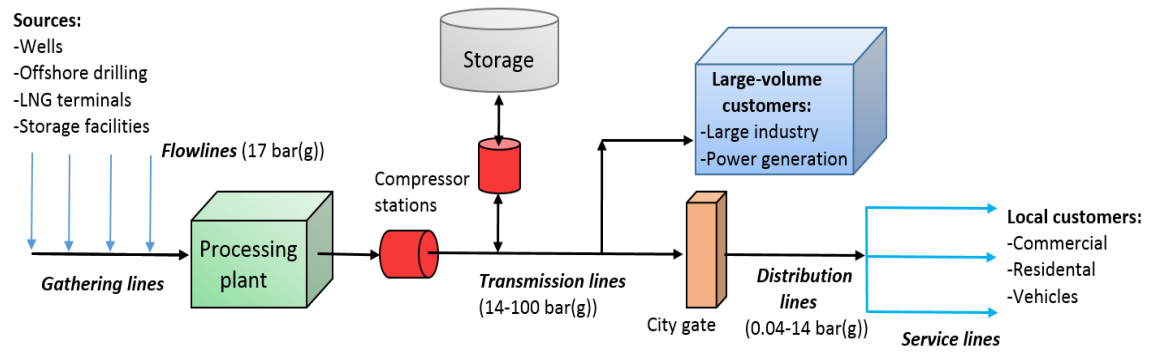 Sources:
-Wells
-Offshore drilling
-LNG terminals
-Storage facilities
Flowlines (17 bar(g))
Gathering lines
Processing
plant
Compressor
stations
Storage
Transmission lines
(14-100 bar(g))
Large-volume
customers:
-Large industry
-Power generation
City gate
Distribution
lines
(0.04-14 bar(g))
Service lines
Local customers:
-Commercial
-Residental
-Vehicles